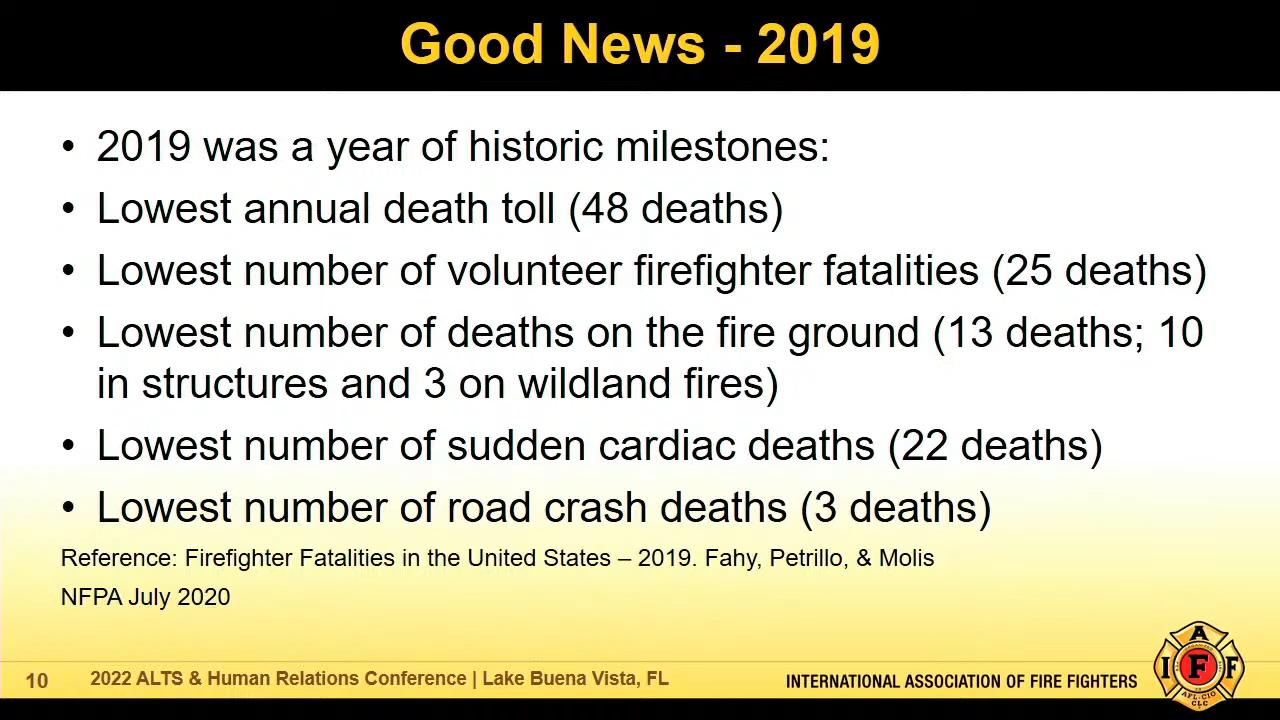 Good News - 2019
• 2019 was a year of historic milestones:
• Lowest annual death toll (48 deaths)
• Lowest number of volunteer firefighter fatalities (25 deaths)
• Lowest number of deaths on the fire ground (13 deaths; 10
in structures and 3 on wildland fires)
• Lowest number of sudden cardiac deaths (22 deaths)
• Lowest number of road crash deaths (3 deaths)
Reference: Firefighter Fatalities in the United States – 2019. Fahy, Petrillo, & Molis
NFPA July 2020
10
2022 ALTS & Human Relations Conference | Lake Buena Vista, FL
INTERNATIONAL ASSOCIATION OF FIRE FIGHTERS
A
I F F
AFL-CIO
CLC